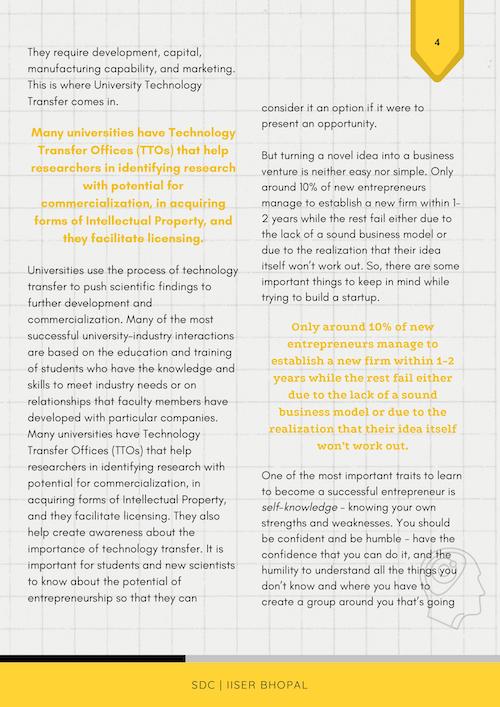 4
They require development, capital,
manufacturing capability, and marketing.
This is where University Technology
Transfer comes in.
Many universities have Technology
Transfer Offices (TTOs) that help
researchers in identifying research
with potential for
commercialization, in acquiring
forms of Intellectual Property, and
they facilitate licensing.
Universities use the process of technology
transfer to push scientific findings to
further development and
commercialization. Many of the most
successful university-industry interactions
are based on the education and training
of students who have the knowledge and
skills to meet industry needs or on
relationships that faculty members have
developed with particular companies.
Many universities have Technology
Transfer Offices (TTOs) that help
researchers in identifying research with
potential for commercialization, in
acquiring forms of Intellectual Property,
and they facilitate licensing. They also
help create awareness about the
importance of technology transfer. It is
important for students and new scientists
to know about the potential of
entrepreneurship so that they can
consider it an option if it were to
present an opportunity.
But turning a novel idea into a business
venture is neither easy nor simple. Only
around 10% of new entrepreneurs
manage to establish a new firm within 1-
2 years while the rest fail either due to
the lack of a sound business model or
due to the realization that their idea
itself won't work out. So, there are some
important things to keep in mind while
trying to build a startup.
Only around 10% of new
entrepreneurs manage to
establish a new firm within 1-2
years while the rest fail either
due to the lack of a sound
business model or due to the
realization that their idea itself
won't work out.
One of the most important traits to learn
to become a successful entrepreneur is
self-knowledge - knowing your own
strengths and weaknesses. You should
be confident and be humble - have the
confidence that you can do it, and the
humility to understand all the things you
don't know and where you have to
create a group around you that's going
SDC | IISER BHOPAL